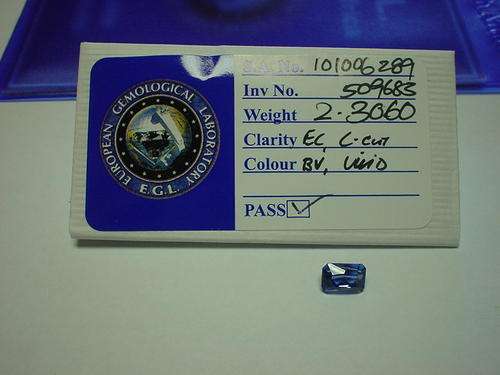 EUROPEAN GEMOLOGICAL LABORATORY
E.G.L.
S.A. No. 101006289
Inv No. 509683
Weight 2.3060
Clarity EC, C-cut
Colour BV, Vivid
PASS